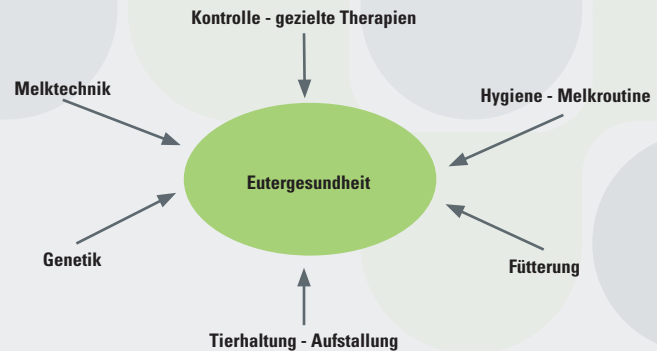 Kontrolle - gezielte Therapien
Melktechnik
Hygiene - Melkroutine
Eutergesundheit
Genetik
Fütterung
Tierhaltung - Aufstallung